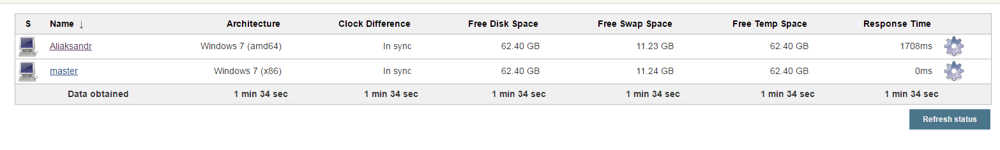 S Name ↓ Architecture Clock Difference Free Disk Space Free Swap Space Free Temp Space Response Time
Aliaksandr Windows 7 (amd64) In sync 62.40 GB 11.23 GB 62.40 GB 1708ms
master Windows 7 (x86) In sync 62.40 GB 11.24 GB 62.40 GB 0ms
Data obtained 1 min 34 sec 1 min 34 sec 1 min 34 sec 1 min 34 sec 1 min 34 sec 1 min 34 sec
Refresh status